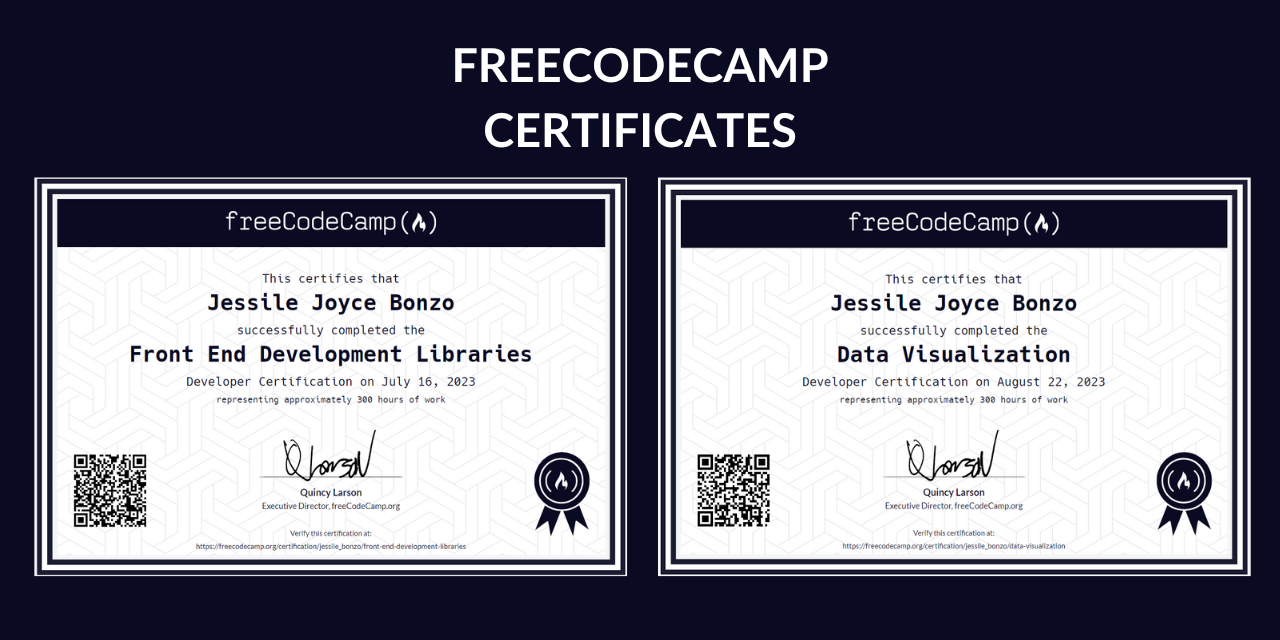 FREECODECAMP
CERTIFICATES
freeCodeCamp(🔥)
This certifies that
Jessile Joyce Bonzo
successfully completed the
Front End Development Libraries
Developer Certification on July 16, 2023
representing approximately 300 hours of work
Quincy Larson
Executive Director, freeCodeCamp.org
Verify this certification at:
https://freecodecamp.org/certification/jessile_bonzo/front-end-development-libraries
freeCodeCamp(🔥)
This certifies that
Jessile Joyce Bonzo
successfully completed the
Data Visualization
Developer Certification on August 22, 2023
representing approximately 300 hours of work
Quincy Larson
Executive Director, freeCodeCamp.org
Verify this certification at:
https://freecodecamp.org/certification/jessile_bonzo/data-visualization